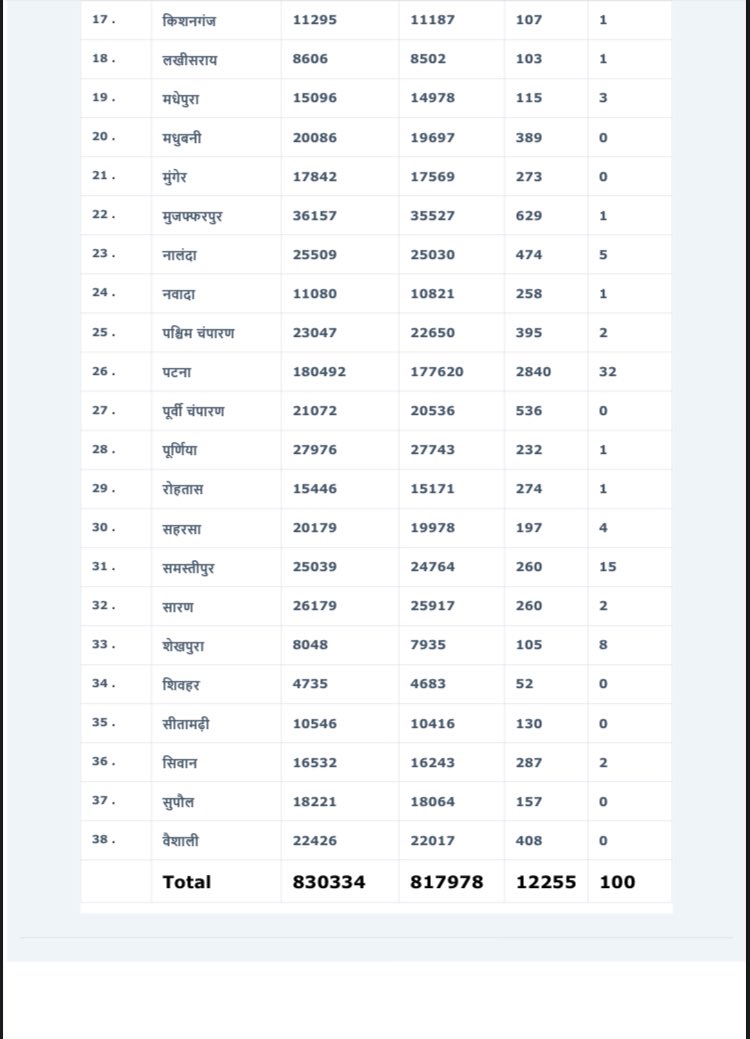 17. किशनगंज 11295 11187 107 1
18. लखीसराय 8606 8502 103 1
19. मधेपुरा 15096 14978 115 3
20. मधुबनी 20086 19697 389 0
21. मुंगेर 17842 17569 273 0
22. मुजफ्फरपुर 36157 35527 629 1
23. नालंदा 25509 25030 474 5
24. नवादा 11080 10821 258 1
25. पश्चिम चंपारण 23047 22650 395 2
26. पटना 180492 177620 2840 32
27. पूर्वी चंपारण 21072 20536 536 0
28. पूर्णिया 27976 27743 232 1
29. रोहतास 15446 15171 274 1
30. सहरसा 20179 19978 197 4
31. समस्तीपुर 25039 24764 260 15
32. सारण 26179 25917 260 2
33. शेखपुरा 8048 7935 105 8
34. शिवहर 4735 4683 52 0
35. सीतामढ़ी 10546 10416 130 0
36. सिवान 16532 16243 287 2
37. सुपौल 18221 18064 157 0
38. वैशाली 22426 22017 408 0
Total 830334 817978 12255 100